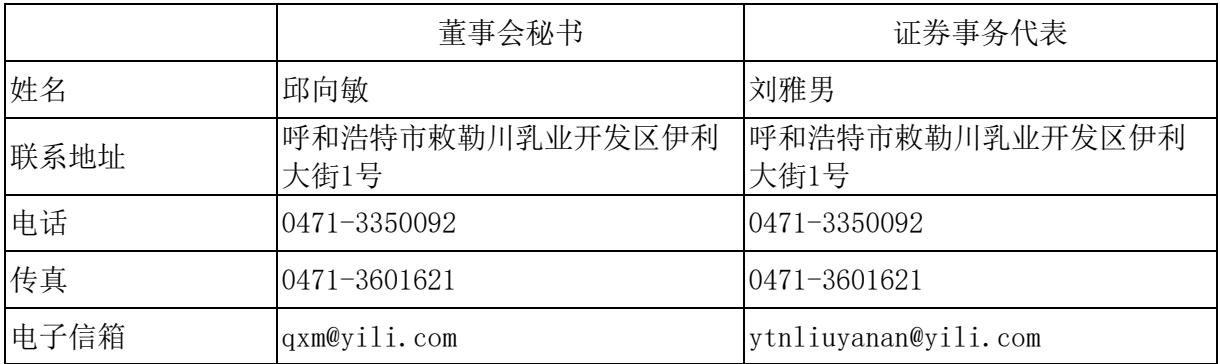 董事会秘书 证券事务代表
姓名 邱向敏 刘雅男
联系地址 呼和浩特市敕勒川乳业开发区伊利大街1号 呼和浩特市敕勒川乳业开发区伊利大街1号
电话 0471-3350092 0471-3350092
传真 0471-3601621 0471-3601621
电子信箱 qxm@yili.com ytnliuyanan@yili.com